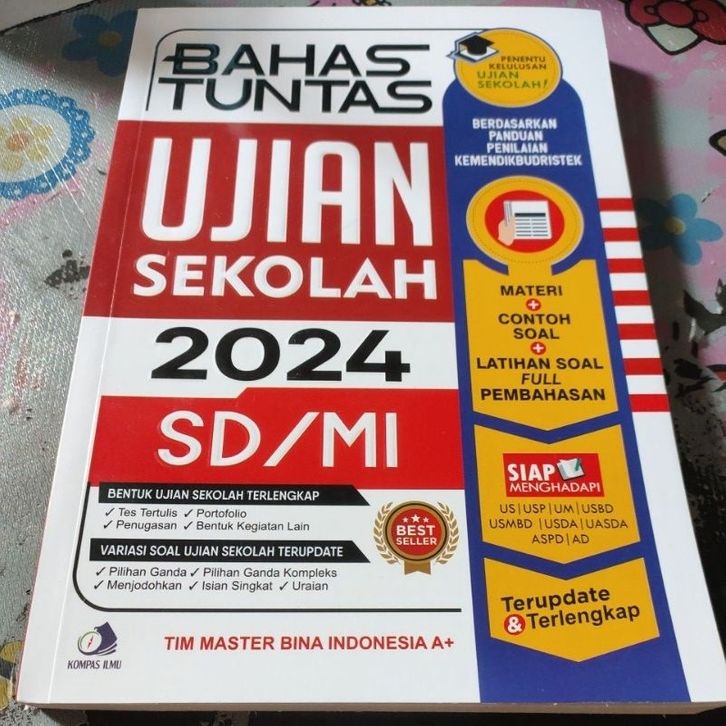 BAHAS
TUNTAS
UJIAN
SEKOLAH
2024
SD/MI
BENTUK UJIAN SEKOLAH TERLENGKAP
✓ Tes Tertulis ✓ Portofolio
✓ Penugasan ✓ Bentuk Kegiatan Lain
VARIASI SOAL UJIAN SEKOLAH TERUPDATE
✓ Pilihan Ganda ✓ Pilihan Ganda Kompleks
✓ Menjodohkan ✓ Isian Singkat ✓ Uraian
BEST
SELLER
KOMPAS ILMU
TIM MASTER BINA INDONESIA A+
PENENTU
KELULUSAN
UJIAN
SEKOLAH!
BERDASARKAN
PANDUAN
PENILAIAN
KEMENDIKBUDRISTEK
MATERI
+
CONTOH
SOAL
+
LATIHAN SOAL
FULL
PEMBAHASAN
SIAP
MENGHADAPI
US|USP|UM|USBD
USMBD |USDA|UASDA
ASPD|AD
Terupdate
& Terlengkap